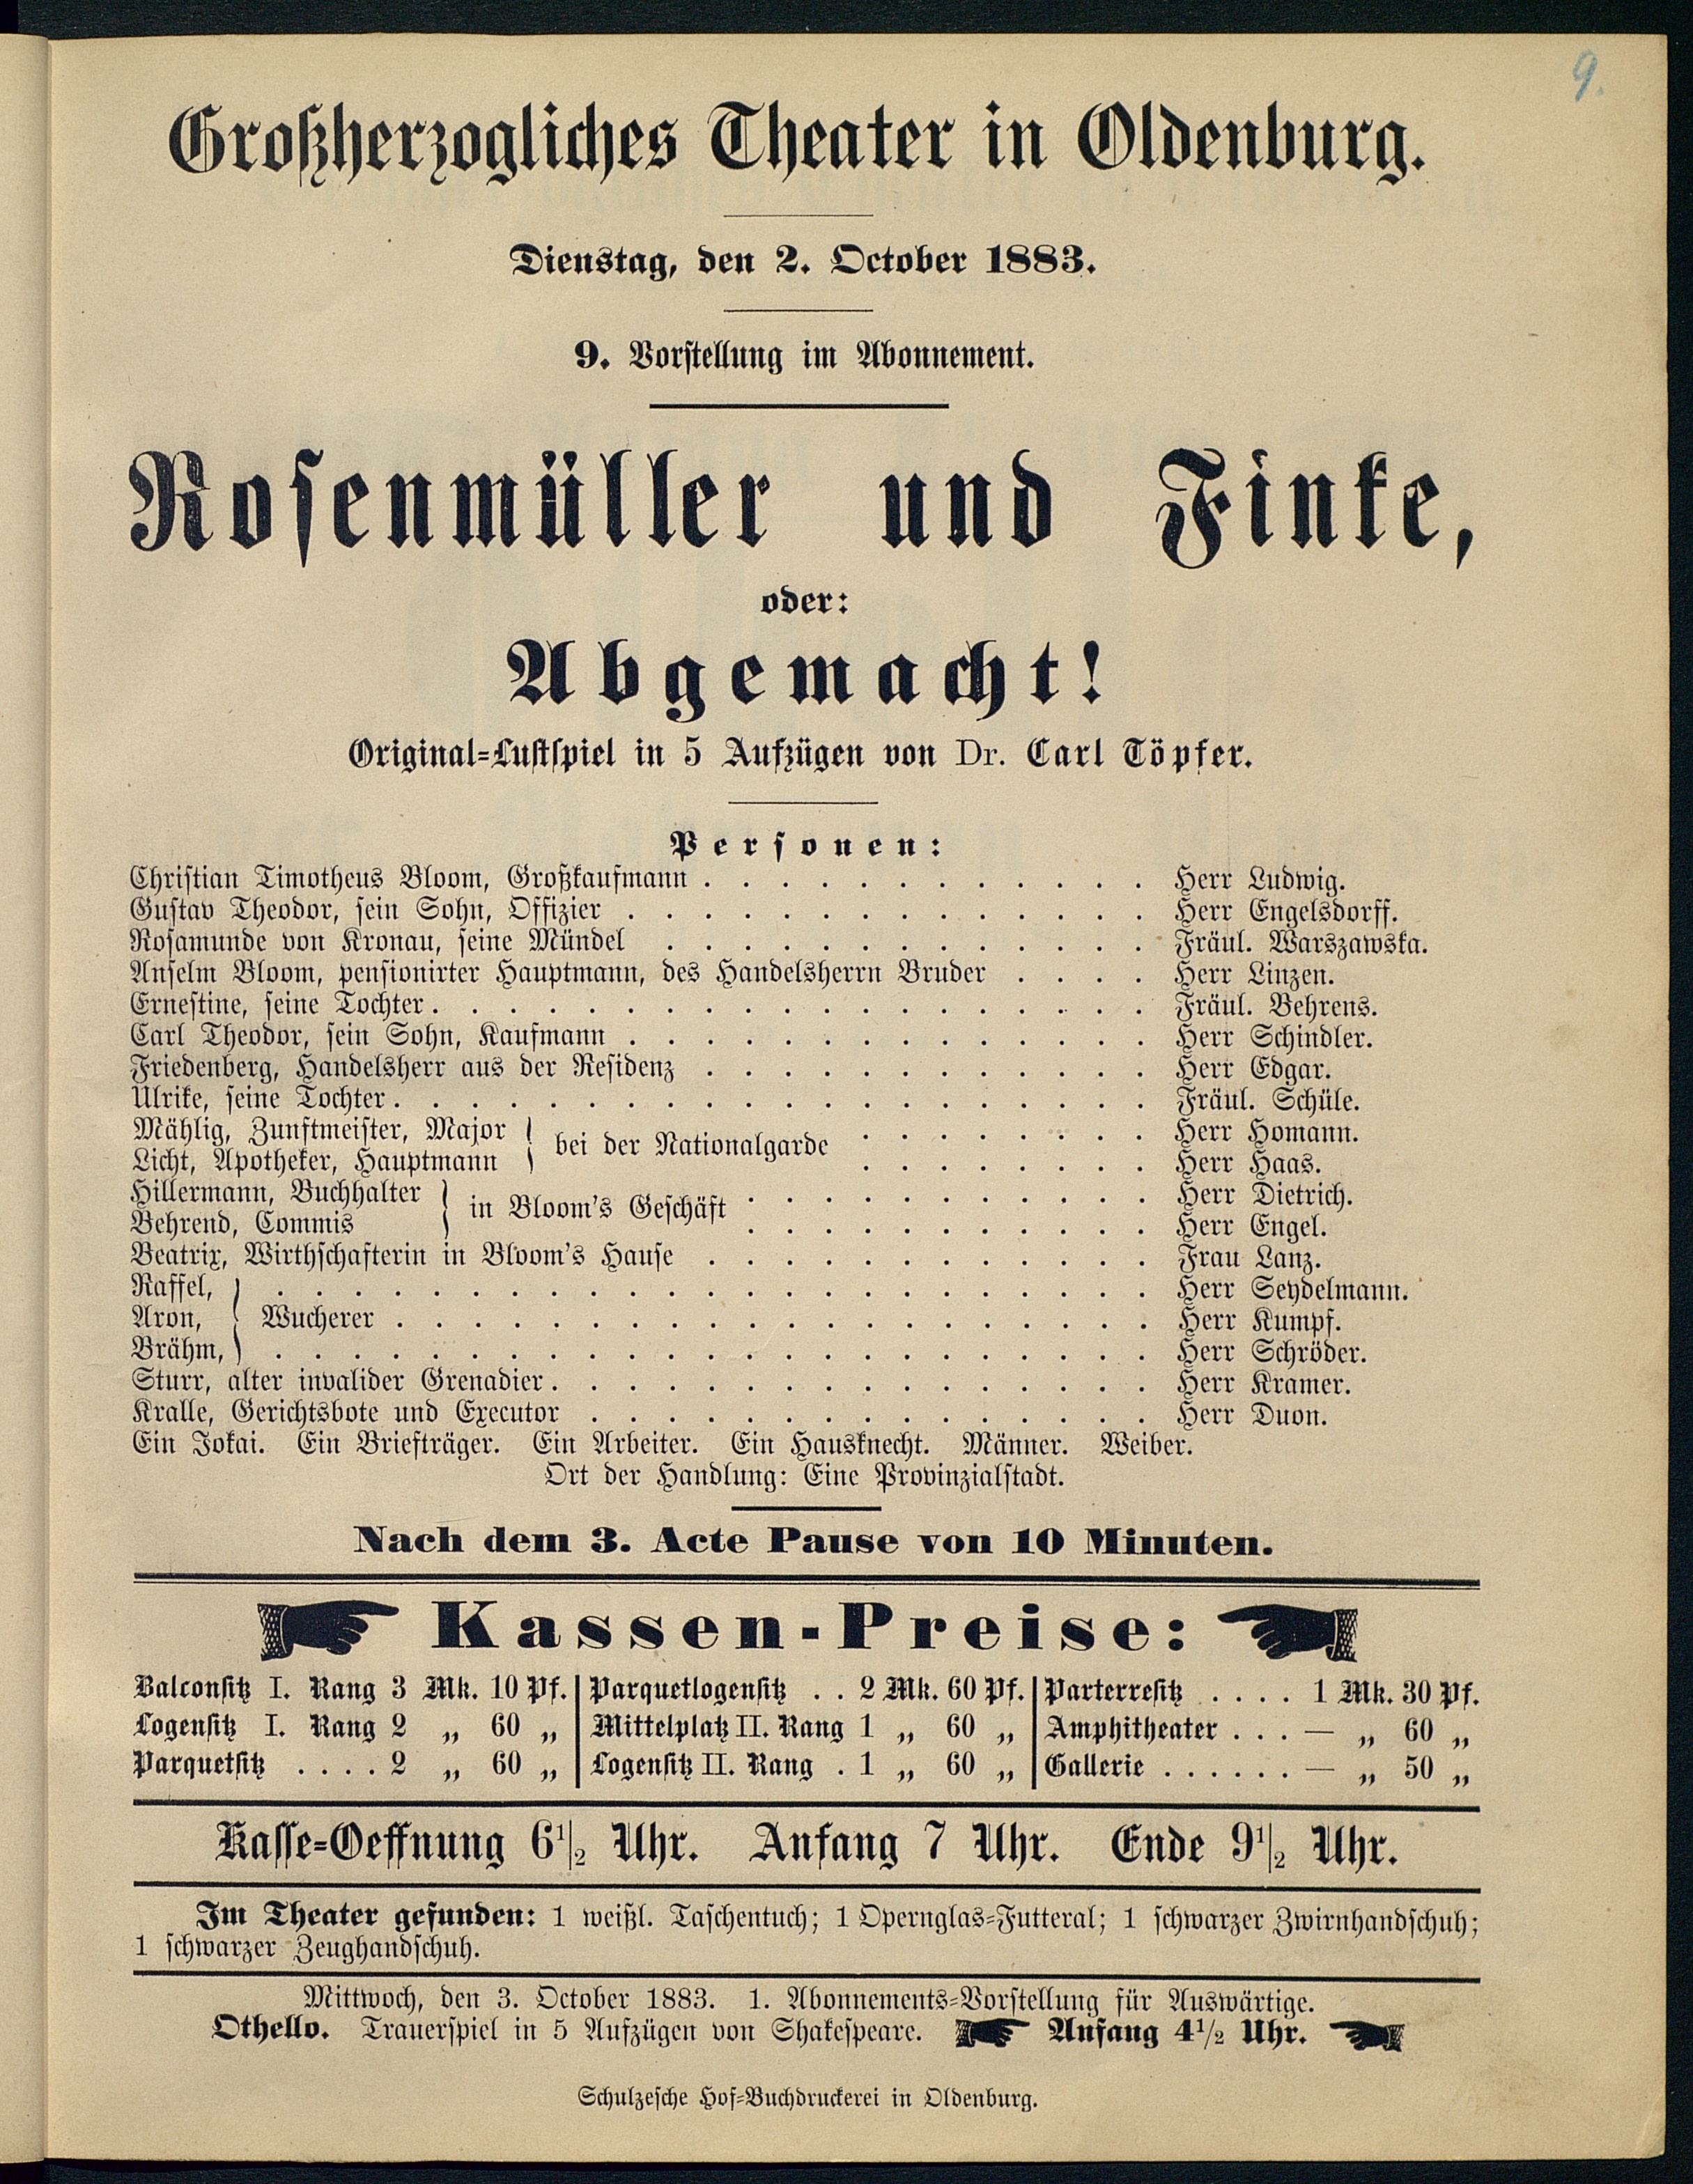 9.
Großherzogliches Theater in Oldenburg.
Dienstag, den 2. October 1883.
9. Vorstellung im Abonnement.
Rosenmüller und Finke,
oder:
Abgemacht!
Original=Lustspiel in 5 Aufzügen von Dr. Carl Töpfer.
Personen:
Christian Timotheus Bloom, Großkaufmann . . . . . . . . . . . . Herr Ludwig.
Gustav Theodor, sein Sohn, Offizier . . . . . . . . . . . . . . Herr Engelsdorff.
Rosamunde von Kronau, seine Mündel . . . . . . . . . . . . . Fräul. Warszawska.
Anselm Bloom, pensionirter Hauptmann, des Handelsherrn Bruder . . . . Herr Linzen.
Ernestine, seine Tochter . . . . . . . . . . . . . . . . . . . Fräul. Behrens.
Carl Theodor, sein Sohn, Kaufmann . . . . . . . . . . . . . . Herr Schindler.
Friedenberg, Handelsherr aus der Residenz . . . . . . . . . . . . Herr Edgar.
Ulrike, seine Tochter . . . . . . . . . . . . . . . . . . . . Fräul. Schüle.
Mählig, Zunftmeister, Major } bei der Nationalgarde . . . . . . . . Herr Homann.
Licht, Apotheker, Hauptmann } . . . . . . . . Herr Haas.
Hillermann, Buchhalter } in Bloom's Geschäft . . . . . . . . . . . Herr Dietrich.
Behrend, Commis } . . . . . . . . . . . Herr Engel.
Beatrix, Wirthschafterin in Bloom's Hause . . . . . . . . . . . . Frau Lanz.
Raffel, } . . . . . . . . . . . . . . . . . . . . . . . Herr Seydelmann.
Aron, } Wucherer . . . . . . . . . . . . . . . . . . . . Herr Kumpf.
Brähm, } . . . . . . . . . . . . . . . . . . . . . . . Herr Schröder.
Sturr, alter invalider Grenadier . . . . . . . . . . . . . . . . Herr Kramer.
Kralle, Gerichtsbote und Executor . . . . . . . . . . . . . . . Herr Duon.
Ein Jokai. Ein Briefträger. Ein Arbeiter. Ein Hausknecht. Männer. Weiber.
Ort der Handlung: Eine Provinzialstadt.
Nach dem 3. Acte Pause von 10 Minuten.
Kassen-Preise:
Balconsitz I. Rang 3 Mk. 10 Pf. | Parquetlogensitz . . 2 Mk. 60 Pf. | Parterresitz . . . . 1 Mk. 30 Pf.
Logensitz I. Rang 2 „ 60 „ | Mittelplatz II. Rang 1 „ 60 „ | Amphitheater . . . — „ 60 „
Parquetsitz . . . . 2 „ 60 „ | Logensitz II. Rang . 1 „ 60 „ | Gallerie . . . . . . — „ 50 „
Kasse=Oeffnung 6 1/2 Uhr. Anfang 7 Uhr. Ende 9 1/2 Uhr.
Im Theater gefunden: 1 weißl. Taschentuch; 1 Opernglas=Futteral; 1 schwarzer Zwirnhandschuh;
1 schwarzer Zeughandschuh.
Mittwoch, den 3. October 1883. 1. Abonnements=Vorstellung für Auswärtige.
Othello. Trauerspiel in 5 Aufzügen von Shakespeare. Anfang 4 1/2 Uhr.
Schulzesche Hof=Buchdruckerei in Oldenburg.